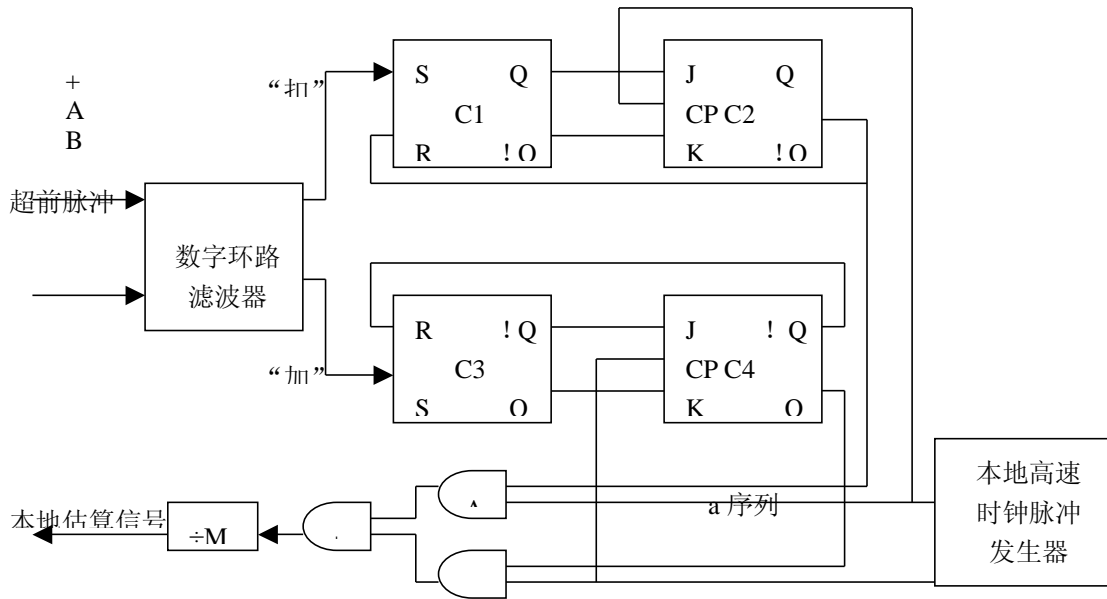 +
A
B
超前脉冲
数字环路
滤波器
“扣”
S Q
C1
R ! Q
J Q
CP C2
K ! Q
R ! Q
C3
S Q
“加”
J ! Q
CP C4
K Q
本地估算信号
÷M
a 序列
本地高速
时钟脉冲
发生器